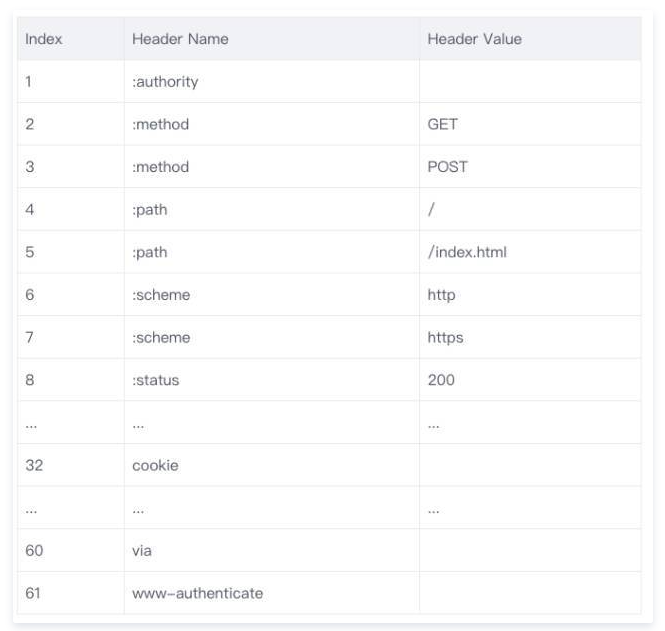 Index Header Name Header Value
1 :authority
2 :method GET
3 :method POST
4 :path /
5 :path /index.html
6 :scheme http
7 :scheme https
8 :status 200
... ... ...
32 cookie
... ... ...
60 via
61 www-authenticate